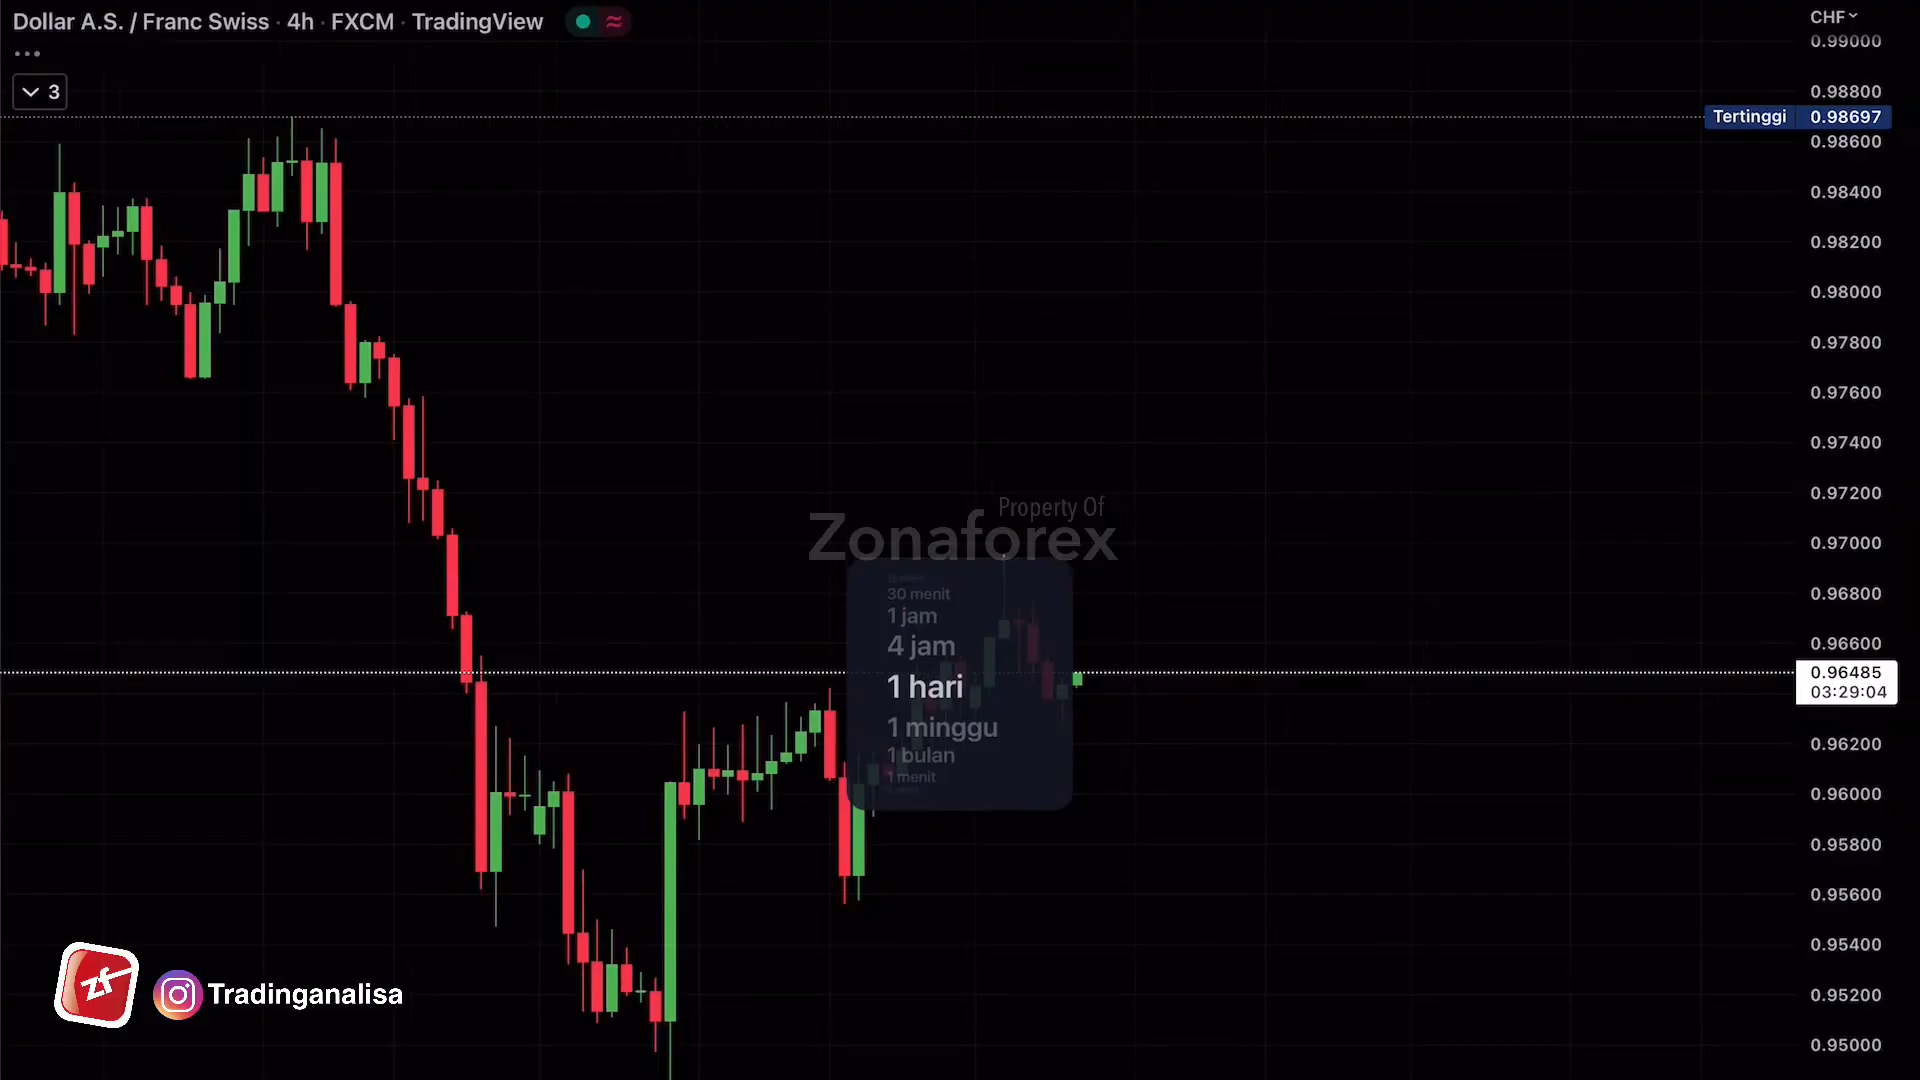 Dollar A.S. / Franc Swiss · 4h · FXCM · TradingView
3
CHF
0.99000
0.98800
Tertinggi 0.98697
0.98600
0.98400
0.98200
0.98000
0.97800
0.97600
0.97400
0.97200
0.97000
0.96800
0.96600
0.96485
03:29:04
0.96200
0.96000
0.95800
0.95600
0.95400
0.95200
0.95000
Property Of
Zonaforex
30 menit
1 jam
4 jam
1 hari
1 minggu
1 bulan
1 menit
zf
Tradinganalisa